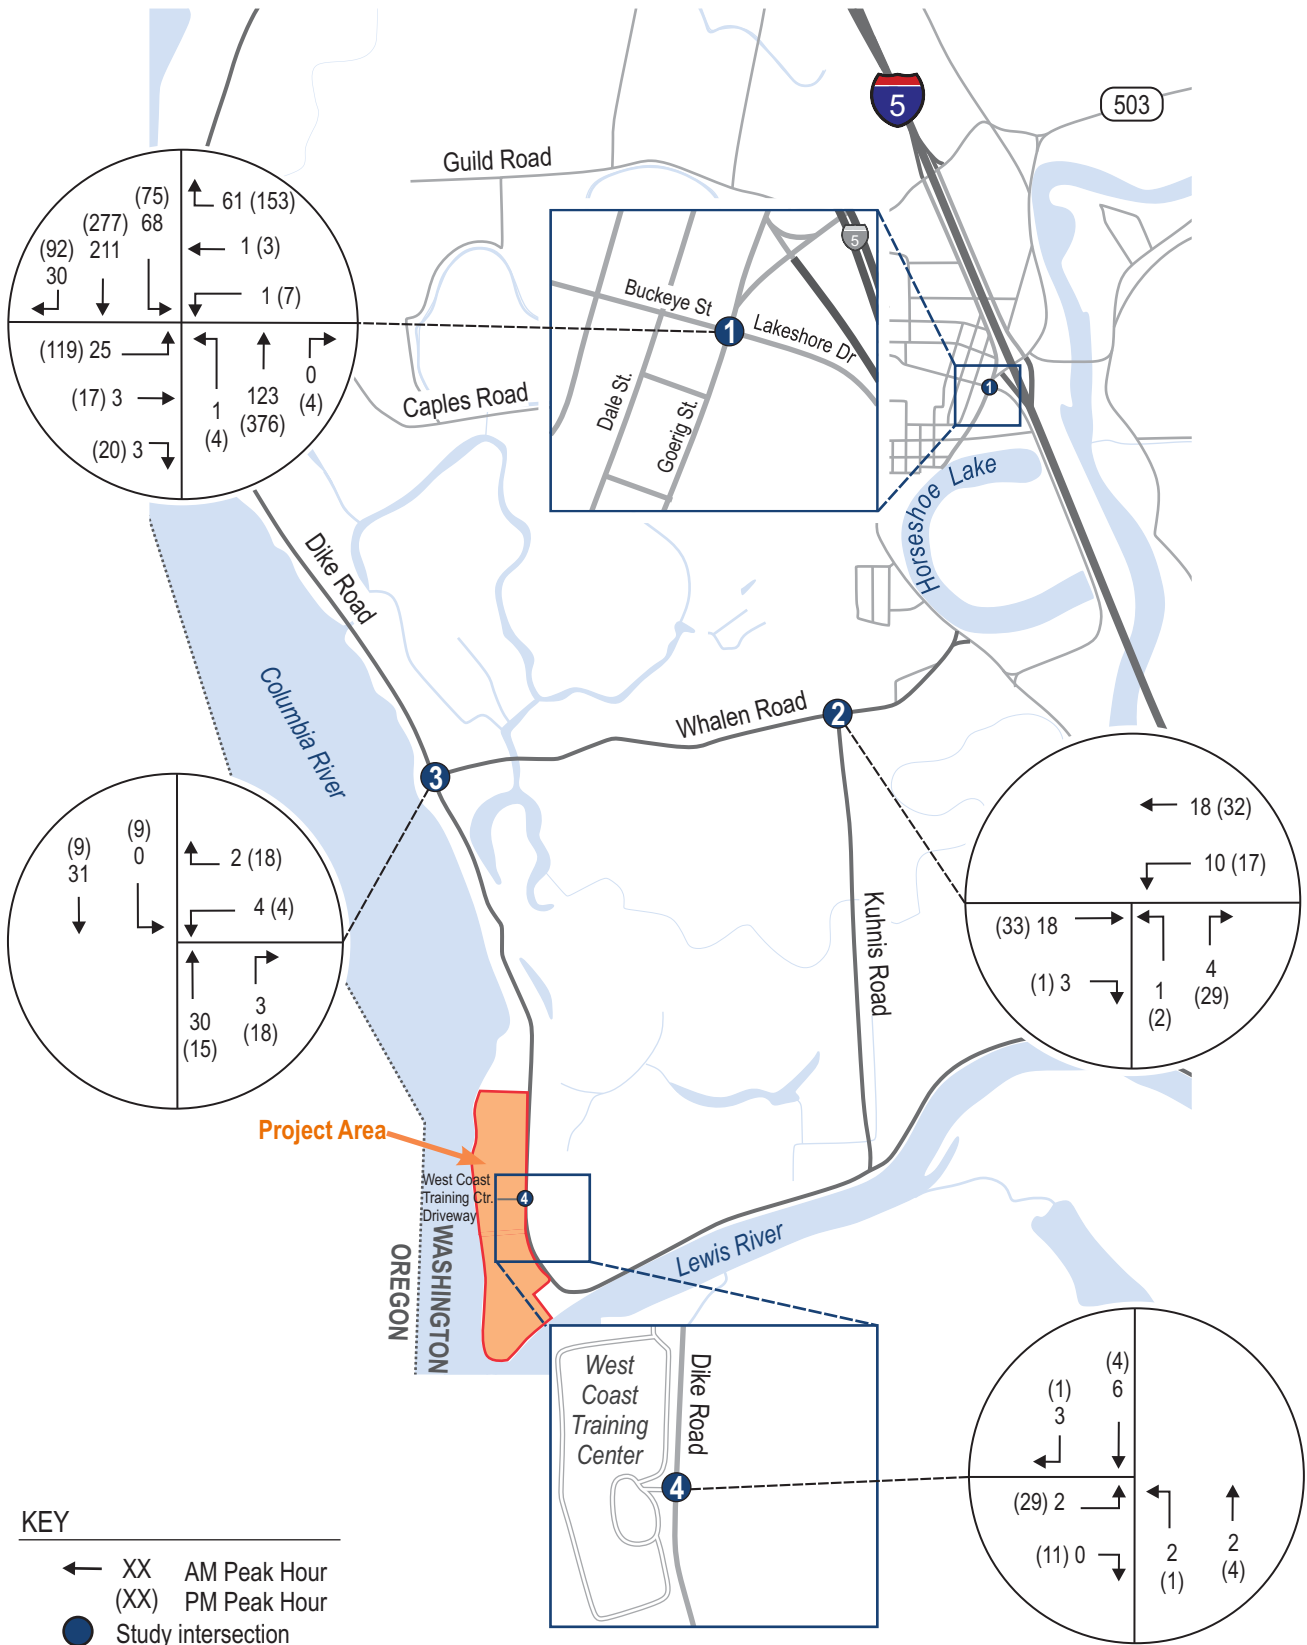 5
503
Guild Road
(75)
68
61 (153)
(277)
211
(92)
30
1 (3)
1 (7)
(119) 25
(17) 3
(20) 3
1
(4)
123
(376)
0
(4)
5
Buckeye St
1
Lakeshore Dr
Dale St.
Goerig St.
1
Caples Road
Horseshoe Lake
Dike Road
Columbia River
Whalen Road
2
3
18 (32)
10 (17)
(33) 18
(1) 3
1
(2)
4
(29)
(9)
31
(9)
0
2 (18)
4 (4)
30
(15)
3
(18)
Kuhnis Road
Project Area
West Coast
Training Ctr.
Driveway
4
WASHINGTON
OREGON
Lewis River
West
Coast
Training
Center
Dike Road
4
(1)
3
(4)
6
(29) 2
(11) 0
2
(1)
2
(4)
KEY
XX AM Peak Hour
(XX) PM Peak Hour
Study intersection